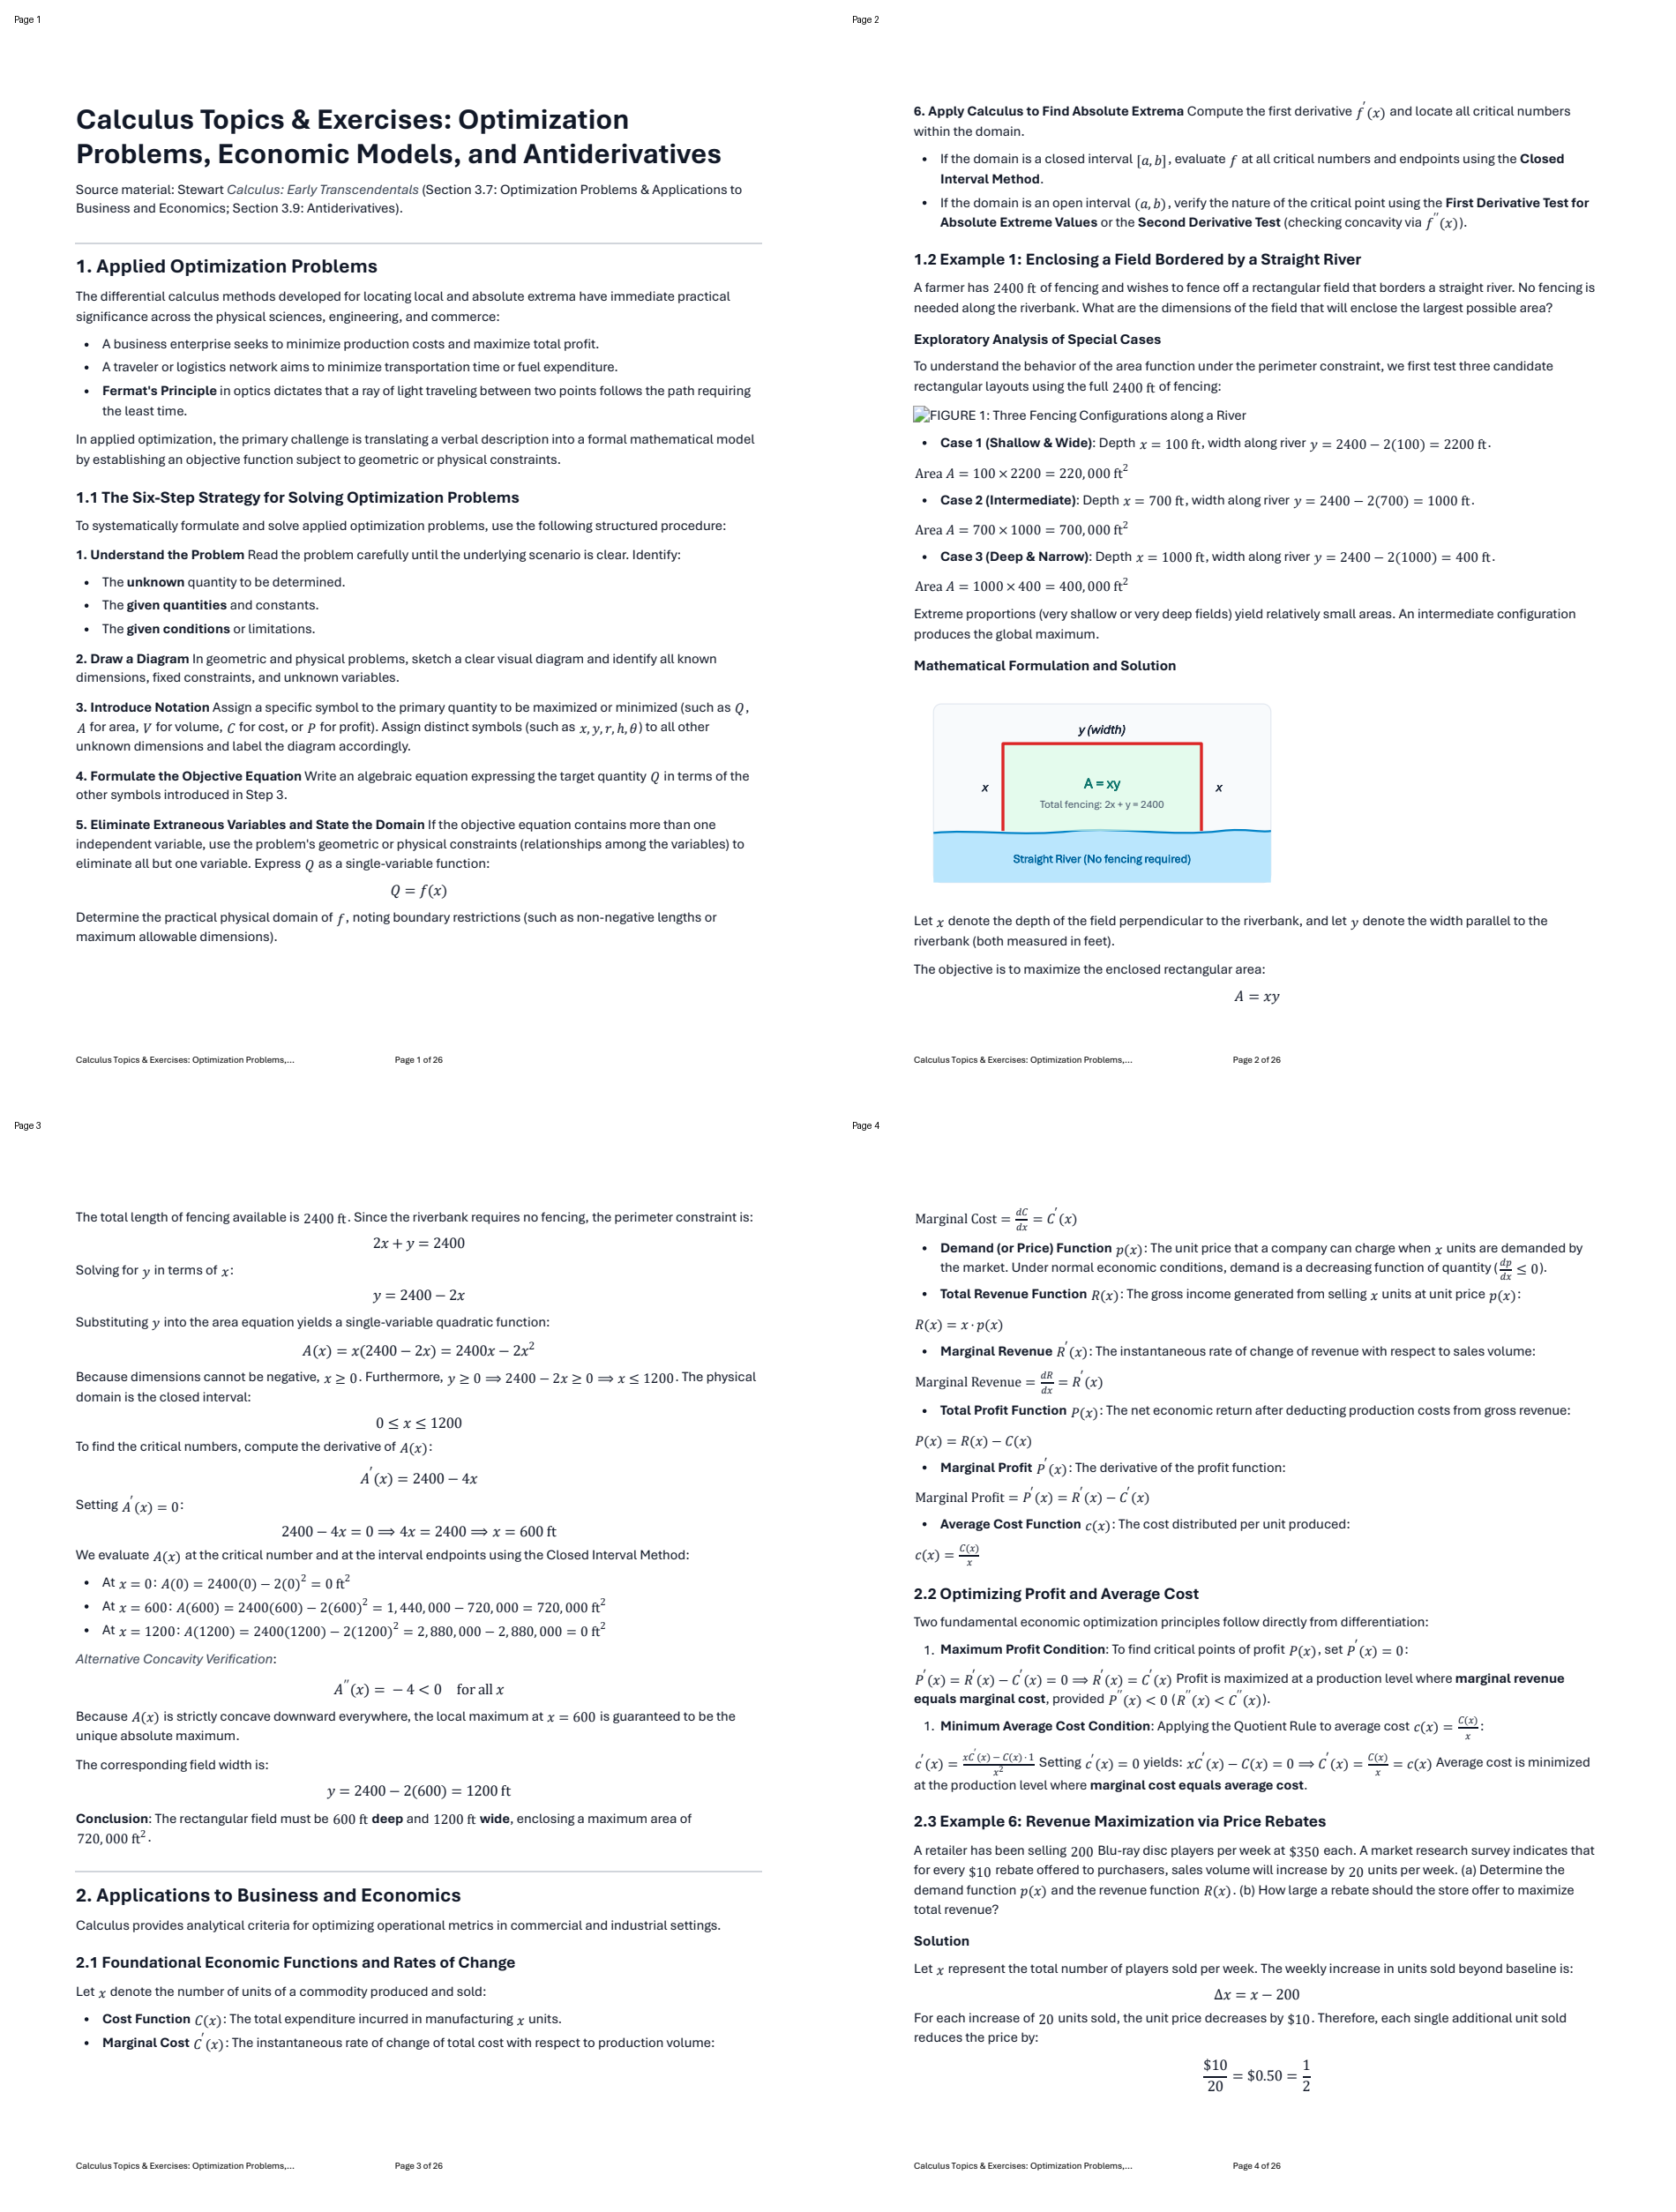 Page 1
Calculus Topics & Exercises: Optimization
Problems, Economic Models, and Antiderivatives
Source material: Stewart Calculus: Early Transcendentals (Section 3.7: Optimization Problems & Applications to
Business and Economics; Section 3.9: Antiderivatives).
1. Applied Optimization Problems
The differential calculus methods developed for locating local and absolute extrema have immediate practical
significance across the physical sciences, engineering, and commerce:
• A business enterprise seeks to minimize production costs and maximize total profit.
• A traveler or logistics network aims to minimize transportation time or fuel expenditure.
• Fermat's Principle in optics dictates that a ray of light traveling between two points follows the path requiring
the least time.
In applied optimization, the primary challenge is translating a verbal description into a formal mathematical model
by establishing an objective function subject to geometric or physical constraints.
1.1 The Six-Step Strategy for Solving Optimization Problems
To systematically formulate and solve applied optimization problems, use the following structured procedure:
1. Understand the Problem Read the problem carefully until the underlying scenario is clear. Identify:
• The unknown quantity to be determined.
• The given quantities and constants.
• The given conditions or limitations.
2. Draw a Diagram In geometric and physical problems, sketch a clear visual diagram and identify all known
dimensions, fixed constraints, and unknown variables.
3. Introduce Notation Assign a specific symbol to the primary quantity to be maximized or minimized (such as Q,
A for area, V for volume, C for cost, or P for profit). Assign distinct symbols (such as x, y, r, h, θ) to all other
unknown dimensions and label the diagram accordingly.
4. Formulate the Objective Equation Write an algebraic equation expressing the target quantity Q in terms of the
other symbols introduced in Step 3.
5. Eliminate Extraneous Variables and State the Domain If the objective equation contains more than one
independent variable, use the problem's geometric or physical constraints (relationships among the variables) to
eliminate all but one variable. Express Q as a single-variable function:
Q = f(x)
Determine the practical physical domain of f, noting boundary restrictions (such as non-negative lengths or
maximum allowable dimensions).
Calculus Topics & Exercises: Optimization Problems,... Page 1 of 26
Page 2
6. Apply Calculus to Find Absolute Extrema Compute the first derivative f′(x) and locate all critical numbers
within the domain.
• If the domain is a closed interval [a, b], evaluate f at all critical numbers and endpoints using the Closed
Interval Method.
• If the domain is an open interval (a, b), verify the nature of the critical point using the First Derivative Test for
Absolute Extreme Values or the Second Derivative Test (checking concavity via f″(x)).
1.2 Example 1: Enclosing a Field Bordered by a Straight River
A farmer has 2400 ft of fencing and wishes to fence off a rectangular field that borders a straight river. No fencing is
needed along the riverbank. What are the dimensions of the field that will enclose the largest possible area?
Exploratory Analysis of Special Cases
To understand the behavior of the area function under the perimeter constraint, we first test three candidate
rectangular layouts using the full 2400 ft of fencing:
FIGURE 1: Three Fencing Configurations along a River
• Case 1 (Shallow & Wide): Depth x = 100 ft, width along river y = 2400 − 2(100) = 2200 ft.
Area A = 100 × 2200 = 220,000 ft²
• Case 2 (Intermediate): Depth x = 700 ft, width along river y = 2400 − 2(700) = 1000 ft.
Area A = 700 × 1000 = 700,000 ft²
• Case 3 (Deep & Narrow): Depth x = 1000 ft, width along river y = 2400 − 2(1000) = 400 ft.
Area A = 1000 × 400 = 400,000 ft²
Extreme proportions (very shallow or very deep fields) yield relatively small areas. An intermediate configuration
produces the global maximum.
Mathematical Formulation and Solution
y (width)
x A = xy x
Total fencing: 2x + y = 2400
Straight River (No fencing required)
Let x denote the depth of the field perpendicular to the riverbank, and let y denote the width parallel to the
riverbank (both measured in feet).
The objective is to maximize the enclosed rectangular area:
A = xy
Calculus Topics & Exercises: Optimization Problems,... Page 2 of 26
Page 3
The total length of fencing available is 2400 ft. Since the riverbank requires no fencing, the perimeter constraint is:
2x + y = 2400
Solving for y in terms of x:
y = 2400 − 2x
Substituting y into the area equation yields a single-variable quadratic function:
A(x) = x(2400 − 2x) = 2400x − 2x²
Because dimensions cannot be negative, x ≥ 0. Furthermore, y ≥ 0 ⟹ 2400 − 2x ≥ 0 ⟹ x ≤ 1200. The physical
domain is the closed interval:
0 ≤ x ≤ 1200
To find the critical numbers, compute the derivative of A(x):
A′(x) = 2400 − 4x
Setting A′(x) = 0:
2400 − 4x = 0 ⟹ 4x = 2400 ⟹ x = 600 ft
We evaluate A(x) at the critical number and at the interval endpoints using the Closed Interval Method:
• At x = 0: A(0) = 2400(0) − 2(0)² = 0 ft²
• At x = 600: A(600) = 2400(600) − 2(600)² = 1,440,000 − 720,000 = 720,000 ft²
• At x = 1200: A(1200) = 2400(1200) − 2(1200)² = 2,880,000 − 2,880,000 = 0 ft²
Alternative Concavity Verification:
A″(x) = − 4 < 0 for all x
Because A(x) is strictly concave downward everywhere, the local maximum at x = 600 is guaranteed to be the
unique absolute maximum.
The corresponding field width is:
y = 2400 − 2(600) = 1200 ft
Conclusion: The rectangular field must be 600 ft deep and 1200 ft wide, enclosing a maximum area of
720,000 ft².
2. Applications to Business and Economics
Calculus provides analytical criteria for optimizing operational metrics in commercial and industrial settings.
2.1 Foundational Economic Functions and Rates of Change
Let x denote the number of units of a commodity produced and sold:
• Cost Function C(x): The total expenditure incurred in manufacturing x units.
• Marginal Cost C′(x): The instantaneous rate of change of total cost with respect to production volume:
Calculus Topics & Exercises: Optimization Problems,... Page 3 of 26
Page 4
Marginal Cost = dC/dx = C′(x)
• Demand (or Price) Function p(x): The unit price that a company can charge when x units are demanded by
the market. Under normal economic conditions, demand is a decreasing function of quantity (dp/dx ≤ 0).
• Total Revenue Function R(x): The gross income generated from selling x units at unit price p(x):
R(x) = x · p(x)
• Marginal Revenue R′(x): The instantaneous rate of change of revenue with respect to sales volume:
Marginal Revenue = dR/dx = R′(x)
• Total Profit Function P(x): The net economic return after deducting production costs from gross revenue:
P(x) = R(x) − C(x)
• Marginal Profit P′(x): The derivative of the profit function:
Marginal Profit = P′(x) = R′(x) − C′(x)
• Average Cost Function c(x): The cost distributed per unit produced:
c(x) = C(x)/x
2.2 Optimizing Profit and Average Cost
Two fundamental economic optimization principles follow directly from differentiation:
1. Maximum Profit Condition: To find critical points of profit P(x), set P′(x) = 0:
P′(x) = R′(x) − C′(x) = 0 ⟹ R′(x) = C′(x) Profit is maximized at a production level where marginal revenue
equals marginal cost, provided P″(x) < 0 (R″(x) < C″(x)).
1. Minimum Average Cost Condition: Applying the Quotient Rule to average cost c(x) = C(x)/x:
c′(x) = (xC′(x) − C(x)·1)/x² Setting c′(x) = 0 yields: xC′(x) − C(x) = 0 ⟹ C′(x) = C(x)/x = c(x) Average cost is minimized
at the production level where marginal cost equals average cost.
2.3 Example 6: Revenue Maximization via Price Rebates
A retailer has been selling 200 Blu-ray disc players per week at $350 each. A market research survey indicates that
for every $10 rebate offered to purchasers, sales volume will increase by 20 units per week. (a) Determine the
demand function p(x) and the revenue function R(x). (b) How large a rebate should the store offer to maximize
total revenue?
Solution
Let x represent the total number of players sold per week. The weekly increase in units sold beyond baseline is:
Δx = x − 200
For each increase of 20 units sold, the unit price decreases by $10. Therefore, each single additional unit sold
reduces the price by:
$10/20 = $0.50 = 1/2
Calculus Topics & Exercises: Optimization Problems,... Page 4 of 26